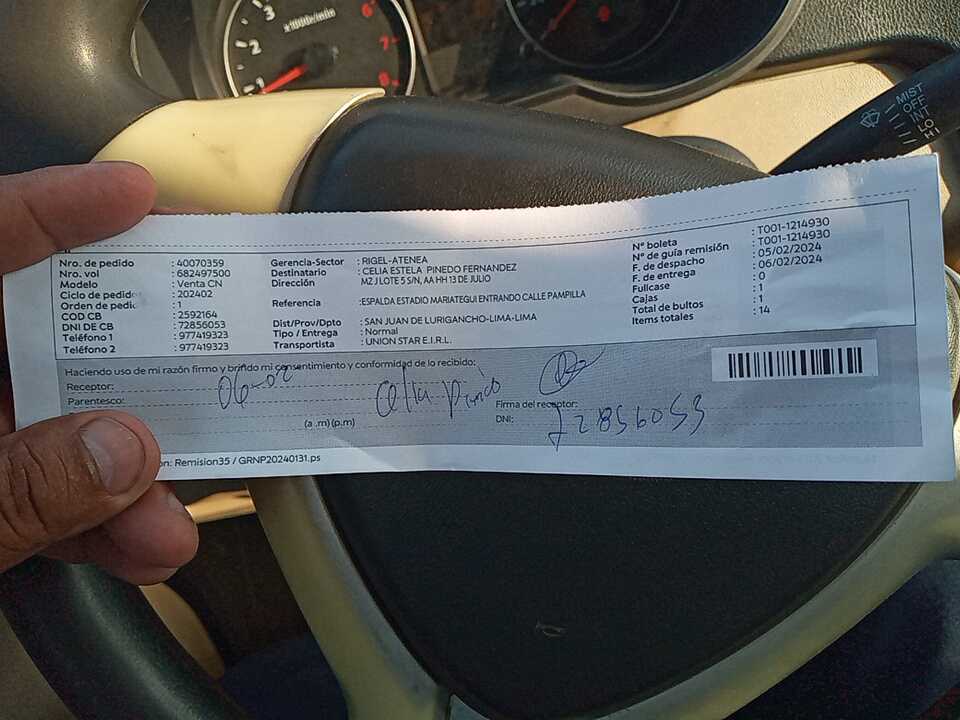 x1000r/min
1
2
3
6
7
8
MIST
OFF
INT
LO
HI
Nro. de pedido : 40070359
Nro. vol : 682497500
Modelo : Venta CN
Ciclo de pedido : 202402
Orden de pedi : 1
COD CB : 2592164
DNI DE CB : 72856053
Teléfono 1 : 977419323
Teléfono 2 : 977419323
Gerencia-Sector : RIGEL-ATENEA
Destinatario : CELIA ESTELA PINEDO FERNANDEZ
Dirección MZ J LOTE 5 S/N, AA HH 13 DE JULIO
Referencia :ESPALDA ESTADIO MARIATEGUI ENTRANDO CALLE PAMPILLA
Dist/Prov/Dpto : SAN JUAN DE LURIGANCHO-LIMA-LIMA
Tipo / Entrega : Normal
Transportista : UNION STAR E.I.R.L.
N° boleta : T001-1214930
N° de guía remisión : T001-1214930
F. de despacho : 05/02/2024
F. de entrega : 06/02/2024
Fullcase : 0
Cajas : 1
Total de bultos : 1
Items totales : 14
Haciendo uso de mi razón firmo y brindo mi consentimiento y conformidad de lo recibido:
Receptor: 06-02 Celia Pinedo
Parentesco:
(a .m) (p.m)
Firma del receptor:
DNI: 72856053
on: Remision35 / GRNP20240131.ps